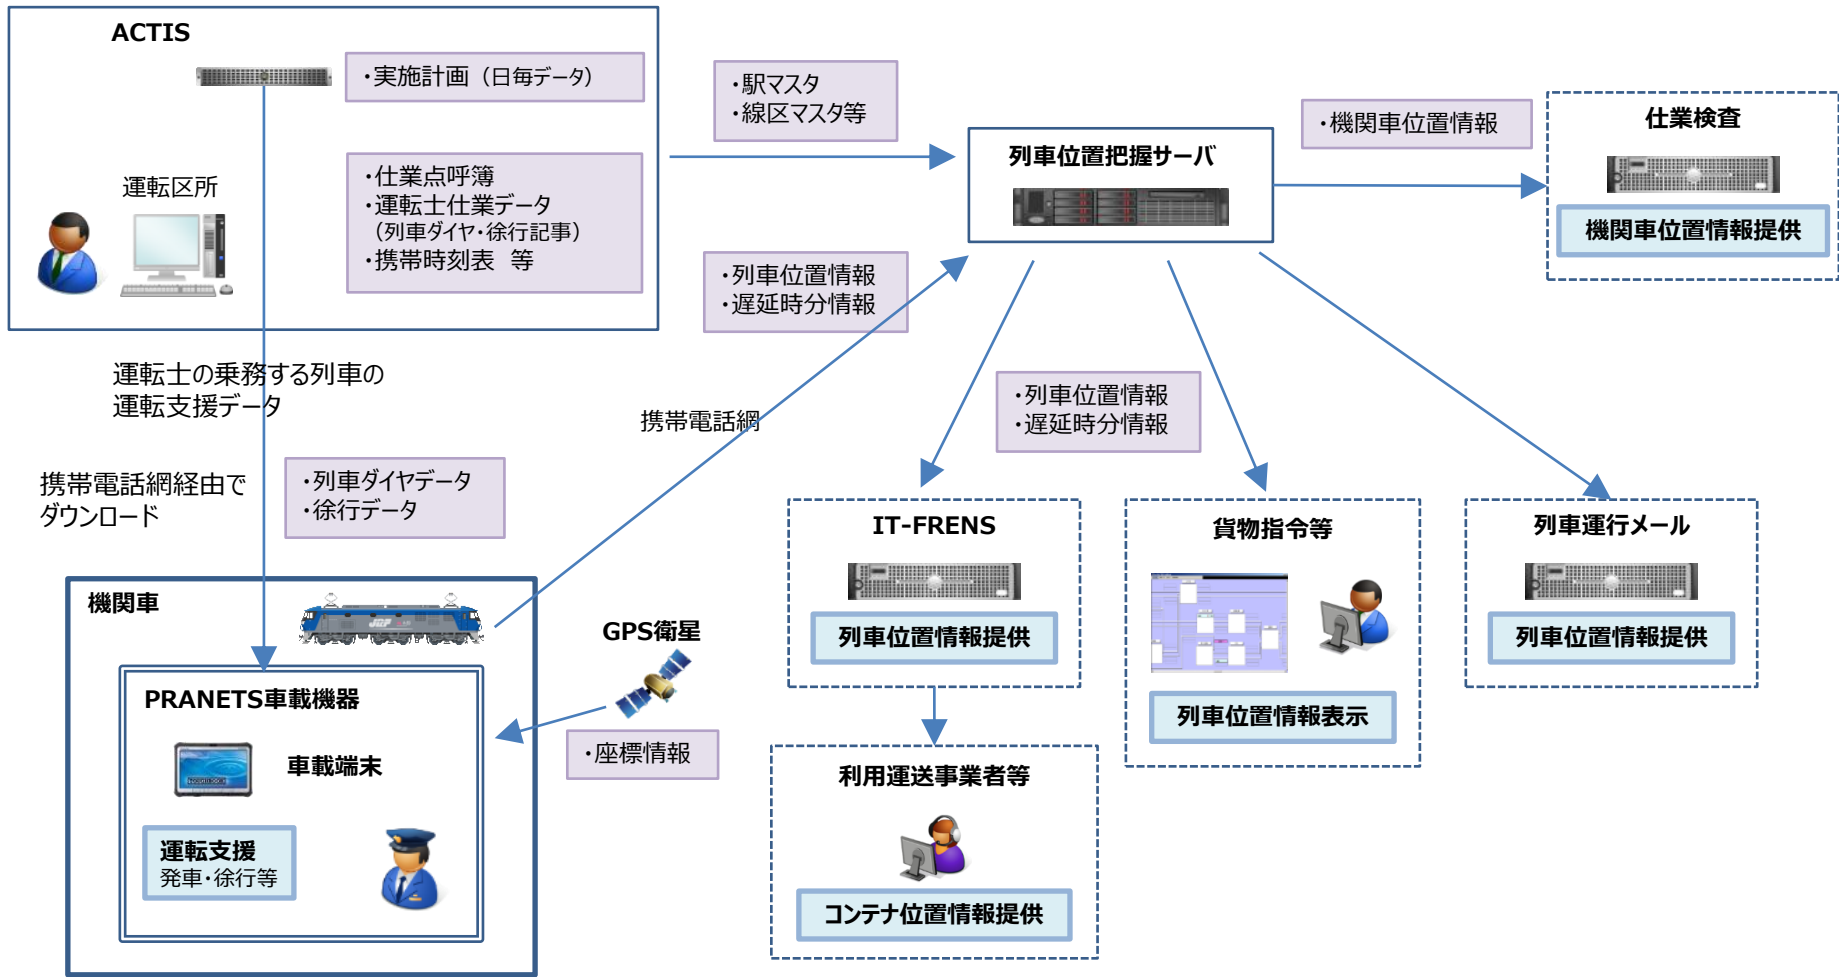 ACTIS
・実施計画（日毎データ）
運転区所
・仕業点呼簿
・運転士仕業データ
（列車ダイヤ・徐行記事）
・携帯時刻表　等
・駅マスタ
・線区マスタ等
列車位置把握サーバ
・機関車位置情報
仕業検査
機関車位置情報提供
・列車位置情報
・遅延時分情報
運転士の乗務する列車の
運転支援データ
携帯電話網
・列車位置情報
・遅延時分情報
携帯電話網経由で
ダウンロード
・列車ダイヤデータ
・徐行データ
IT-FRENS
列車位置情報提供
貨物指令等
列車位置情報表示
列車運行メール
列車位置情報提供
機関車
JRF
GPS衛星
・座標情報
PRANETS車載機器
車載端末
運転支援
発車・徐行等
利用運送事業者等
コンテナ位置情報提供